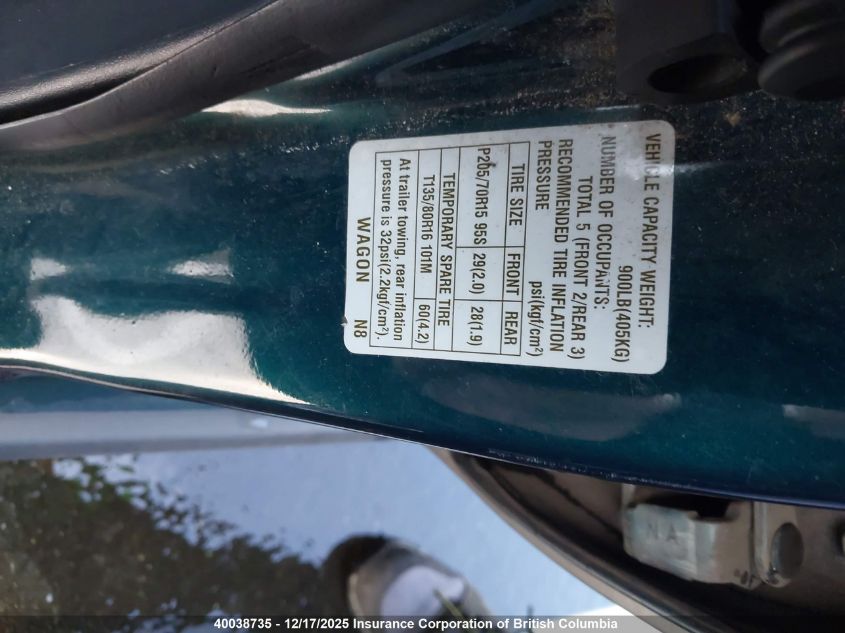 VEHICLE CAPACITY WEIGHT:
900LB(405KG)
NUMBER OF OCCUPANTS:
TOTAL 5 (FRONT 2/REAR 3)
RECOMMENDED TIRE INFLATION
PRESSURE psi(kgf/cm²)
TIRE SIZE FRONT REAR
P205/70R15 95S 29(2.0) 28(1.9)
TEMPORARY SPARE TIRE
T135/80R16 101M 60(4.2)
At trailer towing, rear inflation
pressure is 32psi(2.2kgf/cm²).
WAGON N8
NA
40038735 - 12/17/2025 Insurance Corporation of British Columbia